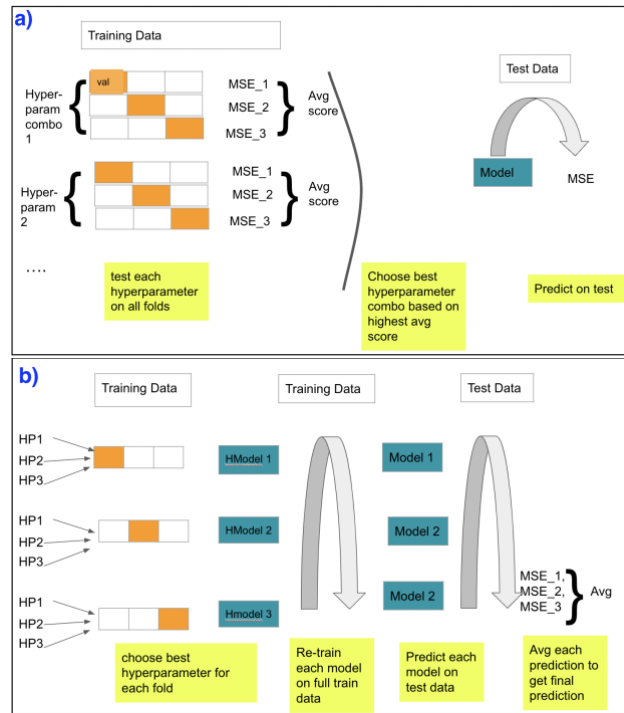 a)
Training Data
Test Data
Hyper-
param
combo
1
val
MSE_1
MSE_2
MSE_3
Avg
score
Hyper-
param
2
MSE_1
MSE_2
MSE_3
Avg
score
Model
MSE
....
test each
hyperparameter
on all folds
Choose best
hyperparameter
combo based on
highest avg
score
Predict on test
b)
Training Data
Training Data
Test Data
HP1
HP2
HP3
HModel 1
Model 1
HP1
HP2
HP3
HModel 2
Model 2
HP1
HP2
HP3
Hmodel 3
Model 2
MSE_1,
MSE_2,
MSE_3
Avg
choose best
hyperparameter for
each fold
Re-train
each model
on full train
data
Predict each
model on
test data
Avg each
prediction to
get final
prediction